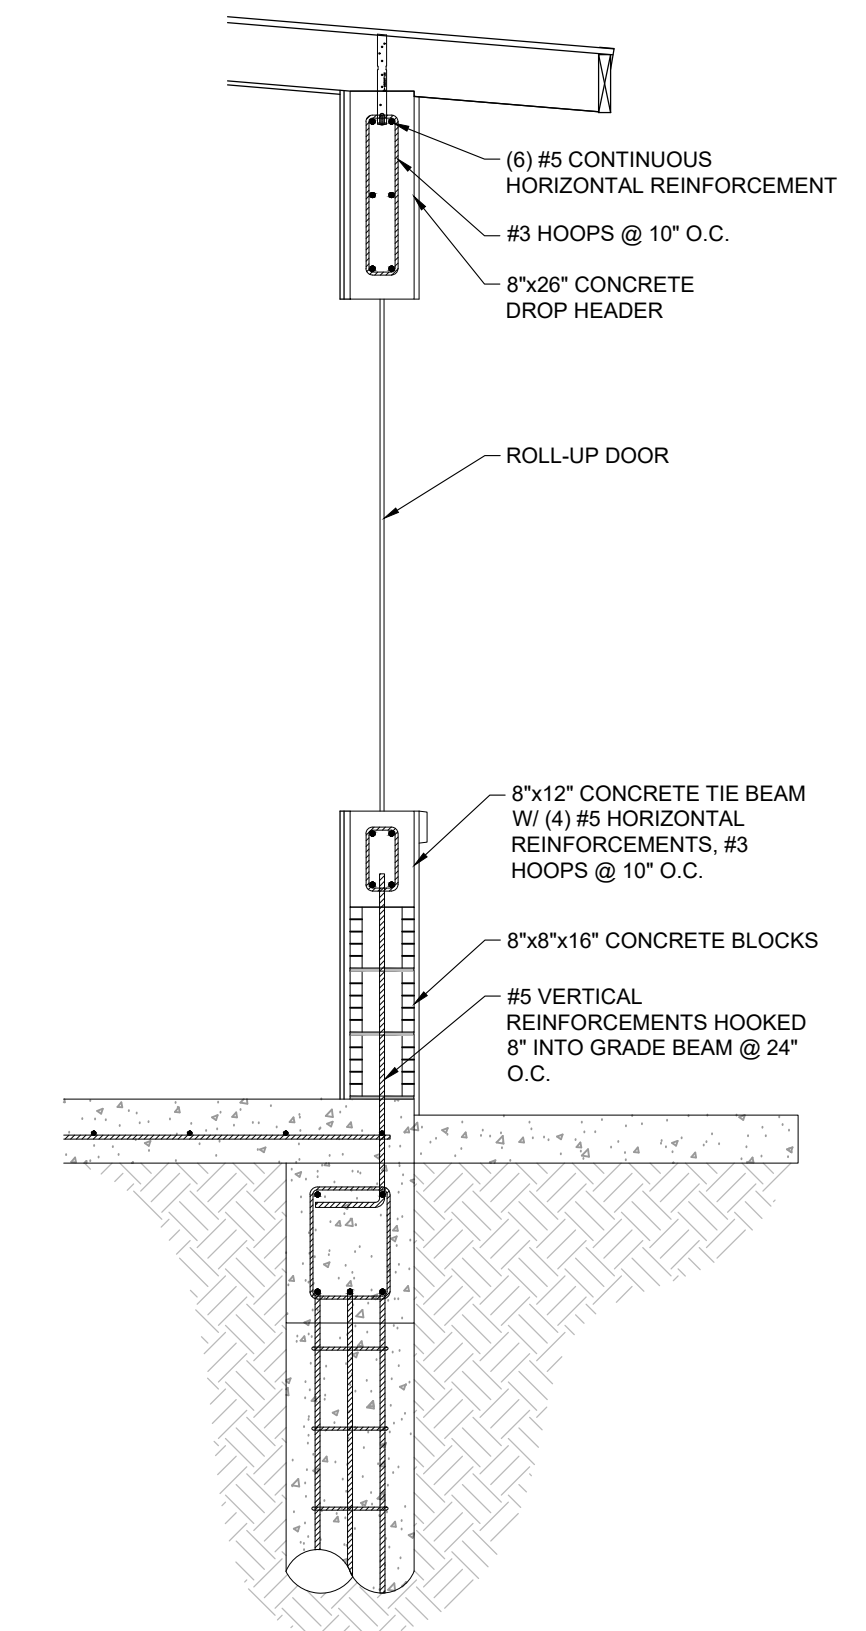 (6) #5 CONTINUOUS
HORIZONTAL REINFORCEMENT
#3 HOOPS @ 10" O.C.
8"x26" CONCRETE
DROP HEADER
ROLL-UP DOOR
8"x12" CONCRETE TIE BEAM
W/ (4) #5 HORIZONTAL
REINFORCEMENTS, #3
HOOPS @ 10" O.C.
8"x8"x16" CONCRETE BLOCKS
#5 VERTICAL
REINFORCEMENTS HOOKED
8" INTO GRADE BEAM @ 24"
O.C.